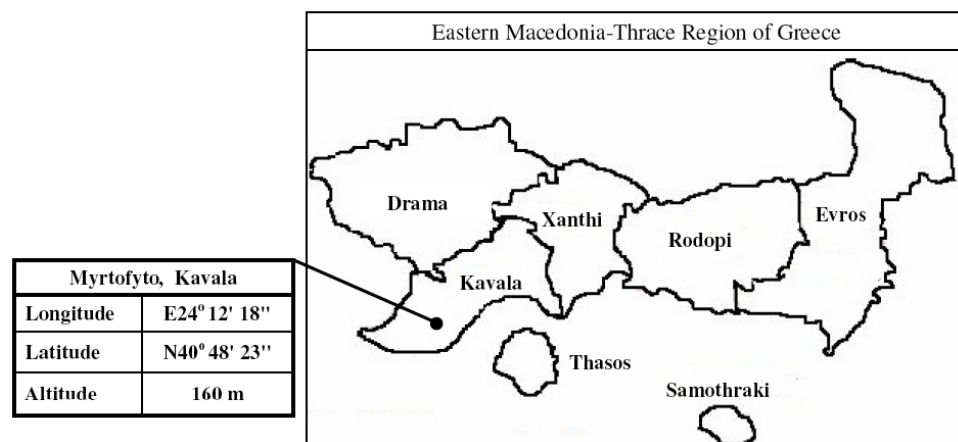 Eastern Macedonia-Thrace Region of Greece
Drama
Xanthi
Rodopi
Evros
Kavala
Thasos
Samothraki
Myrtofyto, Kavala
Longitude E24° 12' 18"
Latitude N40° 48' 23"
Altitude 160 m